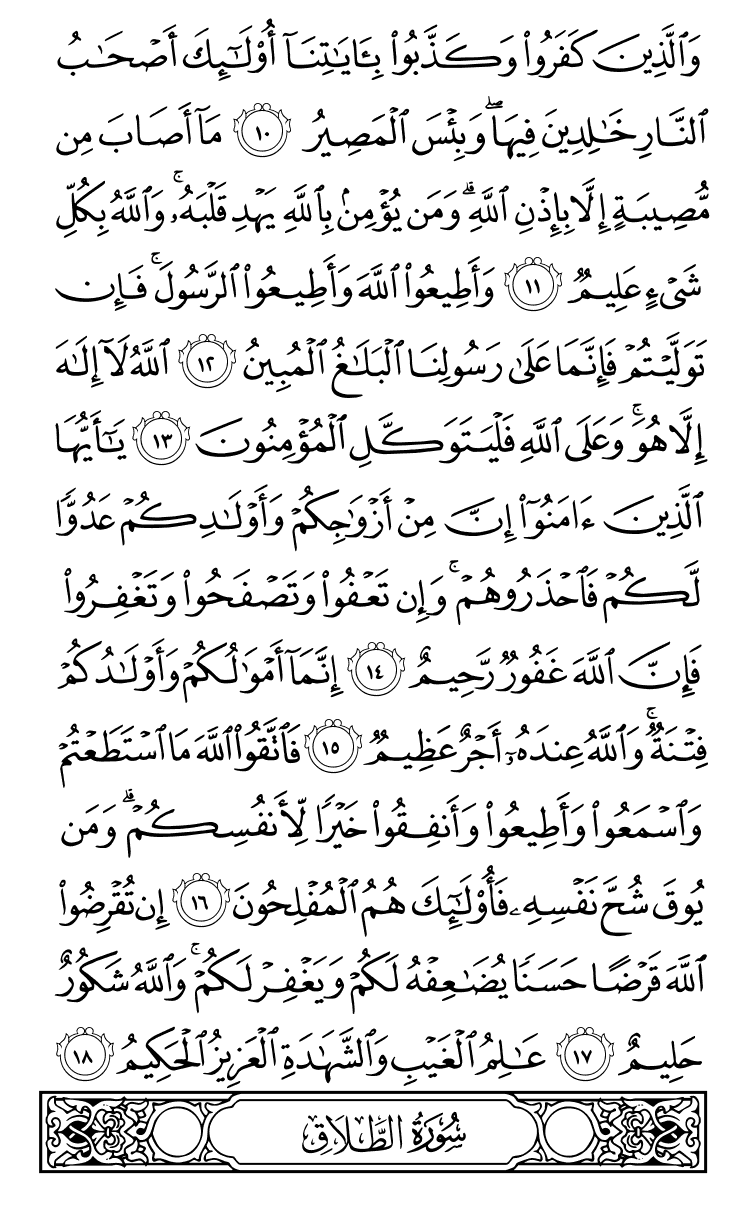 وَٱلَّذِينَ كَفَرُوا۟ وَكَذَّبُوا۟ بِـَٔايَـٰتِنَآ أُو۟لَـٰٓئِكَ أَصْحَـٰبُ
ٱلنَّارِ خَـٰلِدِينَ فِيهَا ۖ وَبِئْسَ ٱلْمَصِيرُ ١٠ مَآ أَصَابَ مِن
مُّصِيبَةٍ إِلَّا بِإِذْنِ ٱللَّهِ ۗ وَمَن يُؤْمِنۢ بِٱللَّهِ يَهْدِ قَلْبَهُۥ ۚ وَٱللَّهُ بِكُلِّ
شَىْءٍ عَلِيمٌ ١١ وَأَطِيعُوا۟ ٱللَّهَ وَأَطِيعُوا۟ ٱلرَّسُولَ ۚ فَإِن
تَوَلَّيْتُمْ فَإِنَّمَا عَلَىٰ رَسُولِنَا ٱلْبَلَـٰغُ ٱلْمُبِينُ ١٢ ٱللَّهُ لَآ إِلَـٰهَ
إِلَّا هُوَ ۚ وَعَلَى ٱللَّهِ فَلْيَتَوَكَّلِ ٱلْمُؤْمِنُونَ ١٣ يَـٰٓأَيُّهَا
ٱلَّذِينَ ءَامَنُوٓا۟ إِنَّ مِنْ أَزْوَٰجِكُمْ وَأَوْلَـٰدِكُمْ عَدُوًّا
لَّكُمْ فَٱحْذَرُوهُمْ ۚ وَإِن تَعْفُوا۟ وَتَصْفَحُوا۟ وَتَغْفِرُوا۟
فَإِنَّ ٱللَّهَ غَفُورٌ رَّحِيمٌ ١٤ إِنَّمَآ أَمْوَٰلُكُمْ وَأَوْلَـٰدُكُمْ
فِتْنَةٌ ۚ وَٱللَّهُ عِندَهُۥٓ أَجْرٌ عَظِيمٌ ١٥ فَٱتَّقُوا۟ ٱللَّهَ مَا ٱسْتَطَعْتُمْ
وَٱسْمَعُوا۟ وَأَطِيعُوا۟ وَأَنفِقُوا۟ خَيْرًا لِّأَنفُسِكُمْ ۗ وَمَن
يُوقَ شُحَّ نَفْسِهِۦ فَأُو۟لَـٰٓئِكَ هُمُ ٱلْمُفْلِحُونَ ١٦ إِن تُقْرِضُوا۟
ٱللَّهَ قَرْضًا حَسَنًا يُضَـٰعِفْهُ لَكُمْ وَيَغْفِرْ لَكُمْ ۚ وَٱللَّهُ شَكُورٌ
حَلِيمٌ ١٧ عَـٰلِمُ ٱلْغَيْبِ وَٱلشَّهَـٰدَةِ ٱلْعَزِيزُ ٱلْحَكِيمُ ١٨
سُورَةُ الطَّلَاقِ